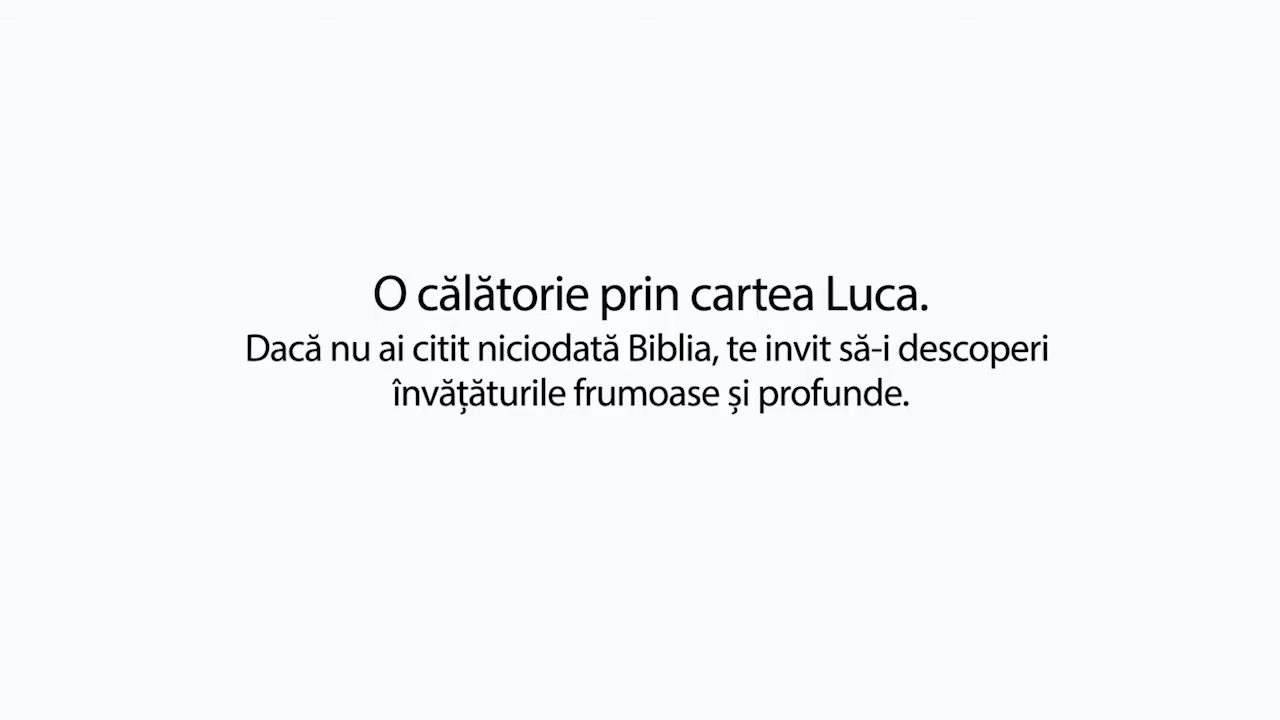 O călătorie prin cartea Luca.
Dacă nu ai citit niciodată Biblia, te invit să-i descoperi
învățăturile frumoase și profunde.